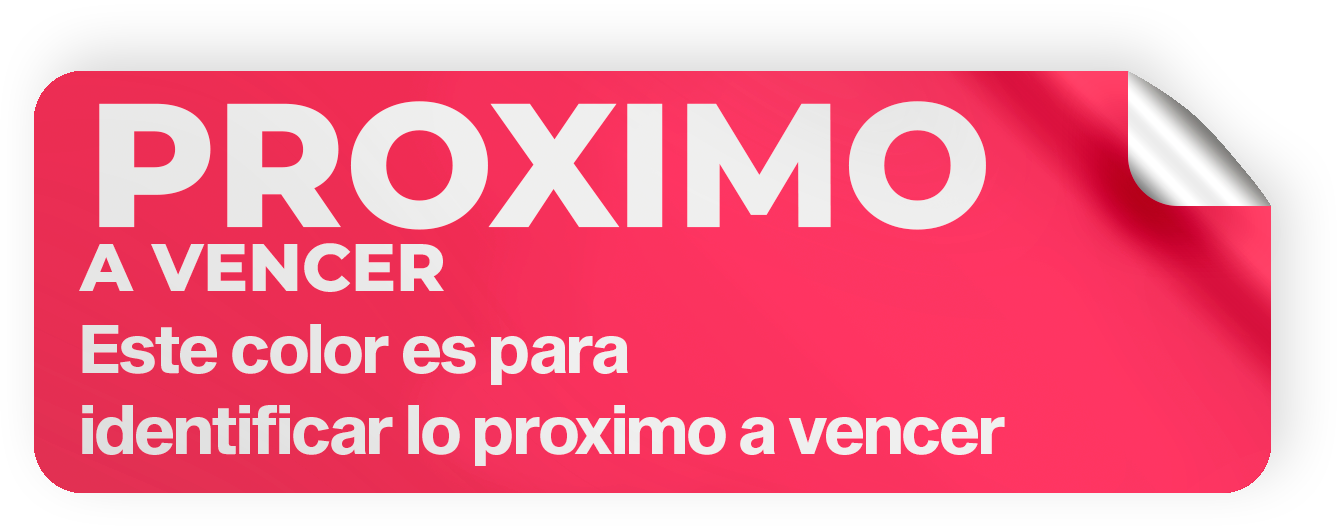 PROXIMO
A VENCER
Este color es para
identificar lo proximo a vencer